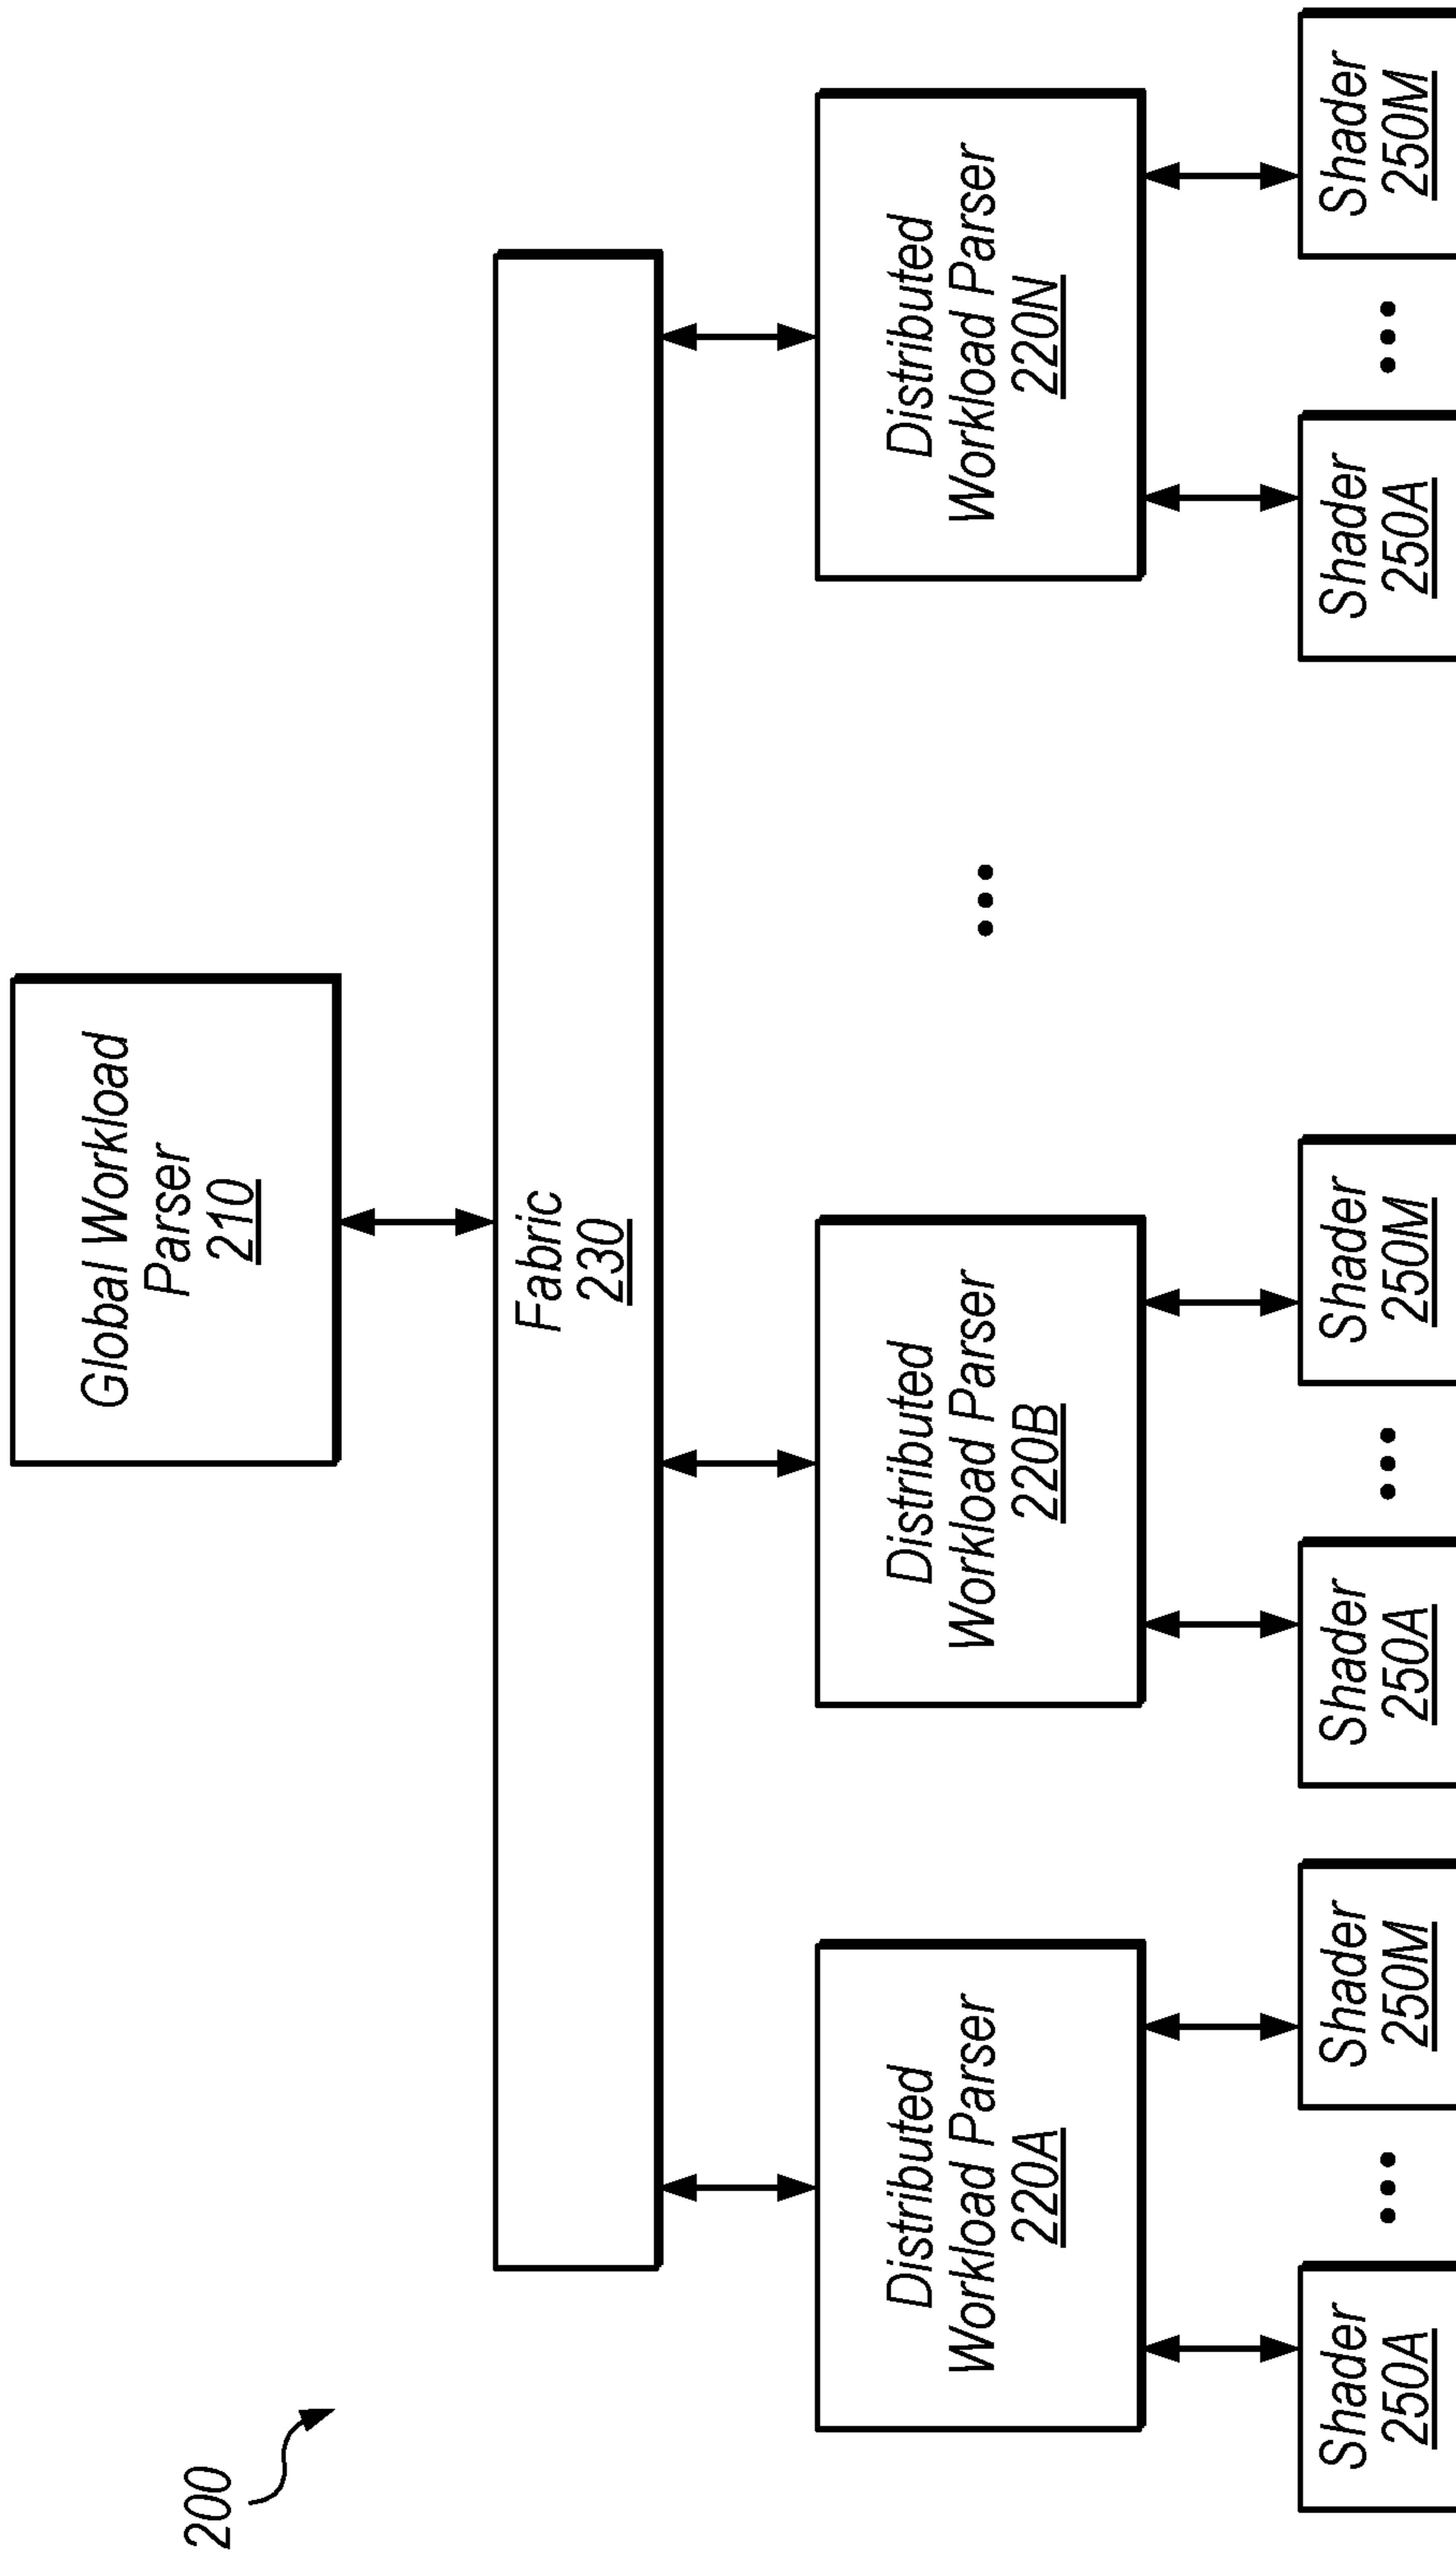 200
Global Workload
Parser
210
Fabric
230
Distributed
Workload Parser
220A
Distributed
Workload Parser
220B
...
Distributed
Workload Parser
220N
Shader
250A
...
Shader
250M
Shader
250A
...
Shader
250M
Shader
250A
...
Shader
250M